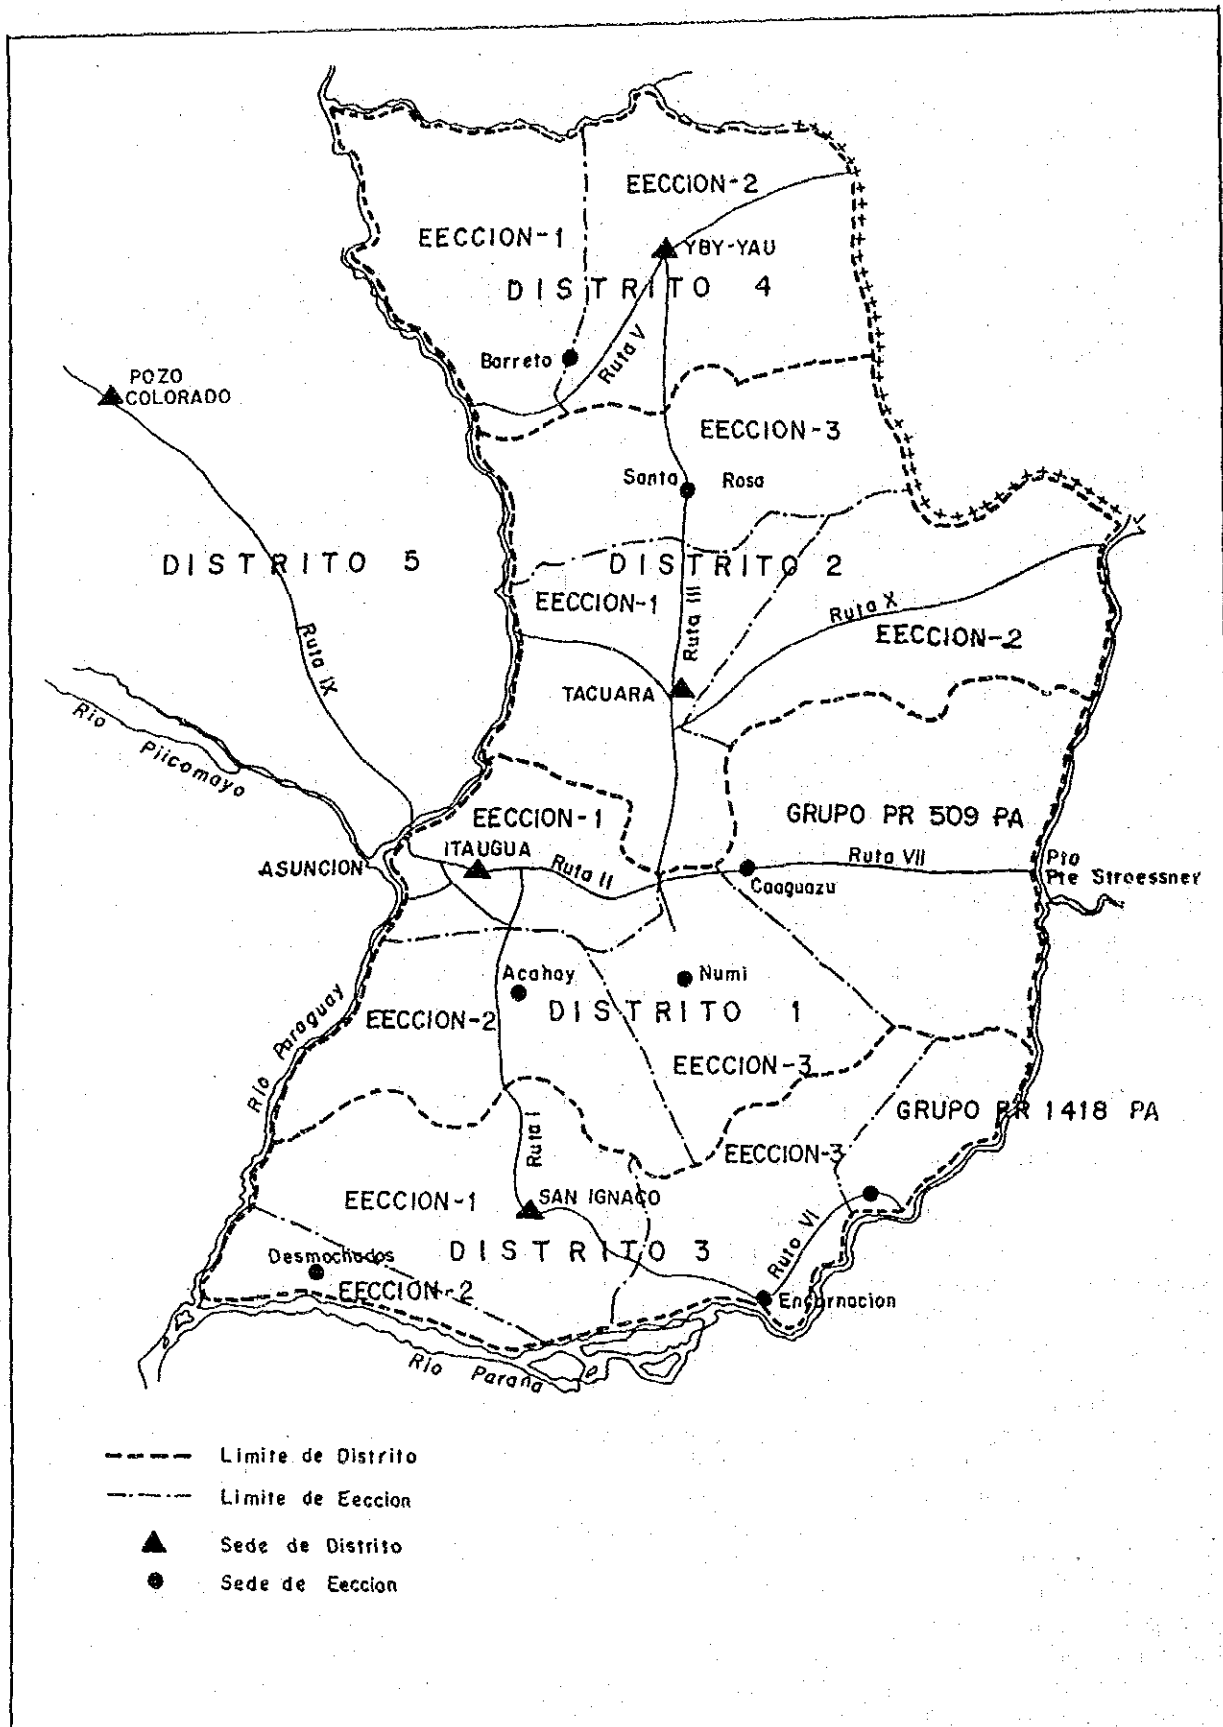 EECCION-2
EECCION-1
YBY-YAU
DISTRITO 4
Barreto
Ruta V
POZO
COLORADO
EECCION-3
Santa Rosa
DISTRITO 5
DISTRITO 2
EECCION-1
Ruta III
Ruta X
EECCION-2
Ruta IX
TACUARA
Rio Pilcomayo
GRUPO PR 509 PA
EECCION-1
ITAUGUA
ASUNCION
Ruta II
Ruta VII
Caaguazu
Pto
Pte Stroessner
Acahay
Numi
Rio Paraguay
EECCION-2
DISTRITO 1
EECCION-3
GRUPO PR 1418 PA
Ruta I
EECCION-3
EECCION-1
SAN IGNACO
Ruta VI
DISTRITO 3
Desmochados
EECCION-2
Encarnacion
Rio Paraña
Limite de Distrito
Limite de Eeccion
Sede de Distrito
Sede de Eeccion